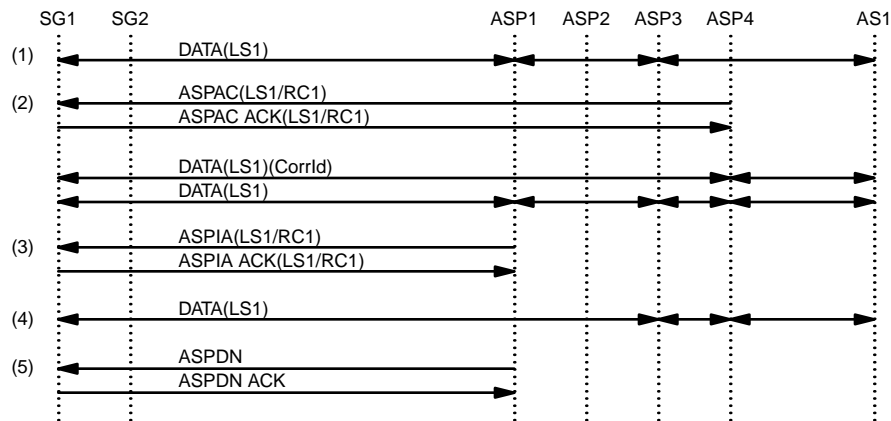 SG1 SG2 ASP1 ASP2 ASP3 ASP4 AS1
(1) DATA(LS1)
(2) ASPAC(LS1/RC1)
ASPAC ACK(LS1/RC1)
DATA(LS1)(CorrId)
DATA(LS1)
(3) ASPIA(LS1/RC1)
ASPIA ACK(LS1/RC1)
(4) DATA(LS1)
(5) ASPDN
ASPDN ACK